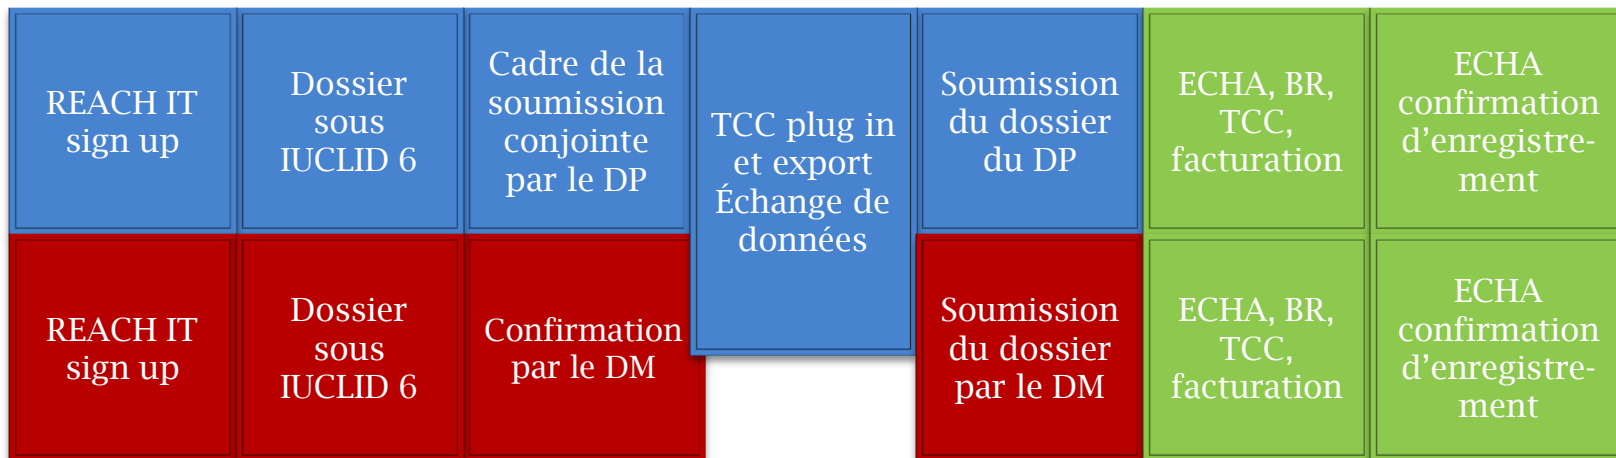 REACH IT
sign up
Dossier
sous
IUCLID 6
Cadre de la
soumission
conjointe
par le DP
TCC plug in
et export
Échange de
données
Soumission
du dossier
du DP
ECHA, BR,
TCC,
facturation
ECHA
confirmation
d'enregistre-
ment
REACH IT
sign up
Dossier
sous
IUCLID 6
Confirmation
par le DM
Soumission
du dossier
par le DM
ECHA, BR,
TCC,
facturation
ECHA
confirmation
d'enregistre-
ment